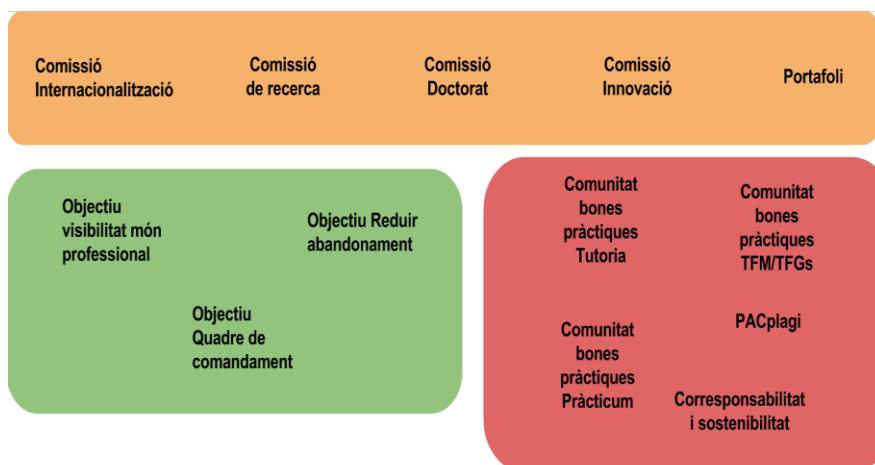 Comissió
Internacionalització
Comissió
de recerca
Comissió
Doctorat
Comissió
Innovació
Portafoli
Objectiu
visibilitat món
professional
Objectiu Reduir
abandonament
Objectiu
Quadre de
comandament
Comunitat
bones
pràctiques
Tutoria
Comunitat
bones
pràctiques
TFM/TFGs
Comunitat
bones
pràctiques
Pràcticum
PACplagi
Corresponsabilitat
i sostenibilitat